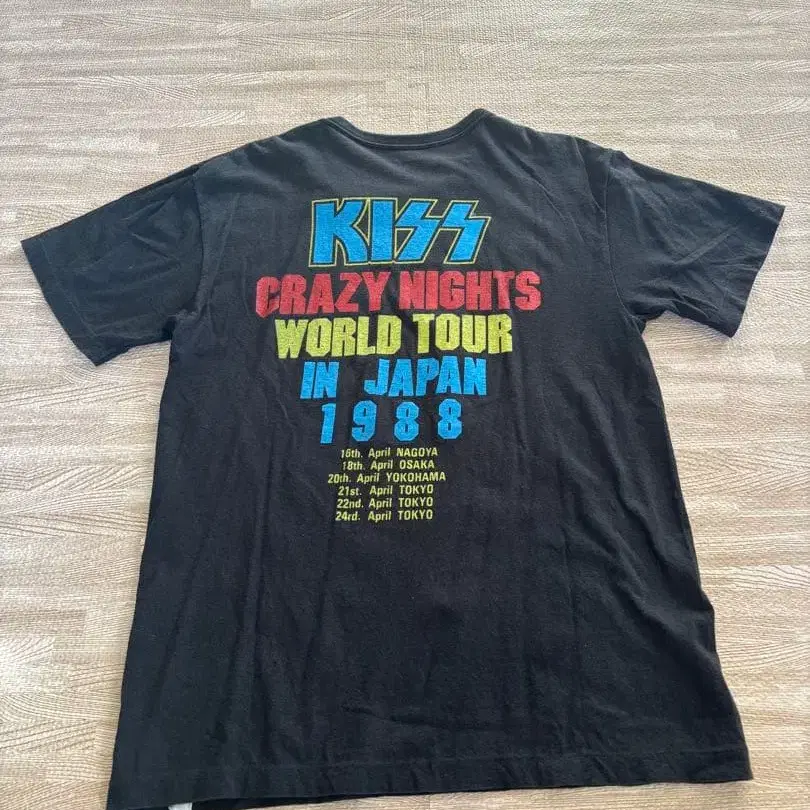 KISS
CRAZY NIGHTS
WORLD TOUR
IN JAPAN
1988
16th. April NAGOYA
18th. April OSAKA
20th. April YOKOHAMA
21st. April TOKYO
22nd. April TOKYO
24rd. April TOKYO